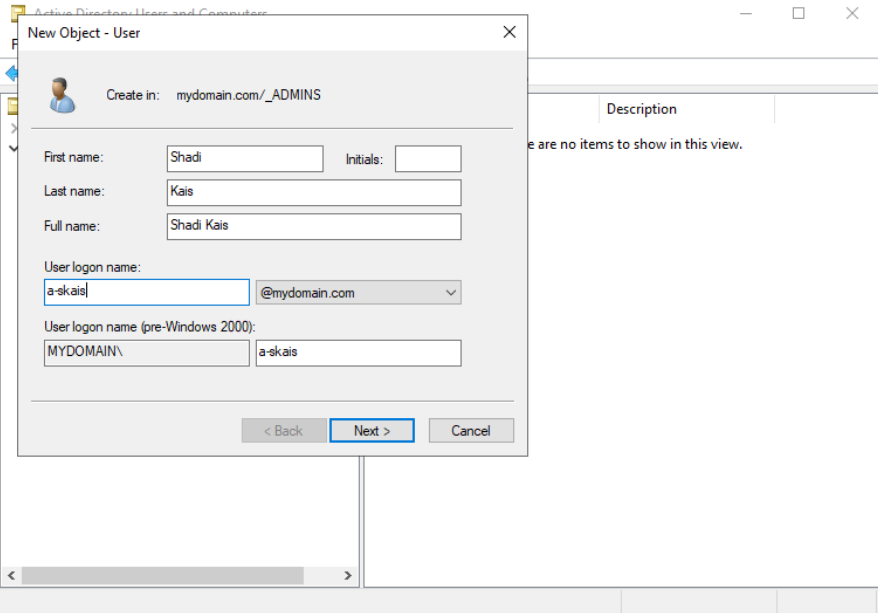 Active Directory Users and Computers
New Object - User
Create in: mydomain.com/_ADMINS
Description
e are no items to show in this view.
First name: Shadi Initials:
Last name: Kais
Full name: Shadi Kais
User logon name:
a-skais @mydomain.com
User logon name (pre-Windows 2000):
MYDOMAIN\ a-skais
< Back Next > Cancel